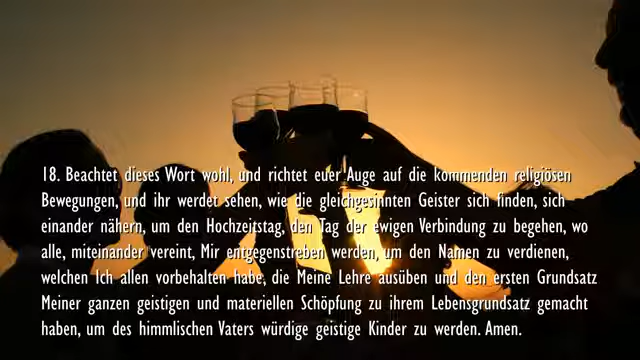 18. Beachtet dieses Wort wohl, und richtet euer Auge auf die kommenden religiösen
Bewegungen, und ihr werdet sehen, wie die gleichgesinnten Geister sich finden, sich
einander nähern, um den Hochzeitstag, den Tag der ewigen Verbindung zu begehen, wo
alle, miteinander vereint, Mir entgegenstreben werden, um den Namen zu verdienen,
welchen Ich allen vorbehalten habe, die Meine Lehre ausüben und den ersten Grundsatz
Meiner ganzen geistigen und materiellen Schöpfung zu ihrem Lebensgrundsatz gemacht
haben, um des himmlischen Vaters würdige geistige Kinder zu werden. Amen.